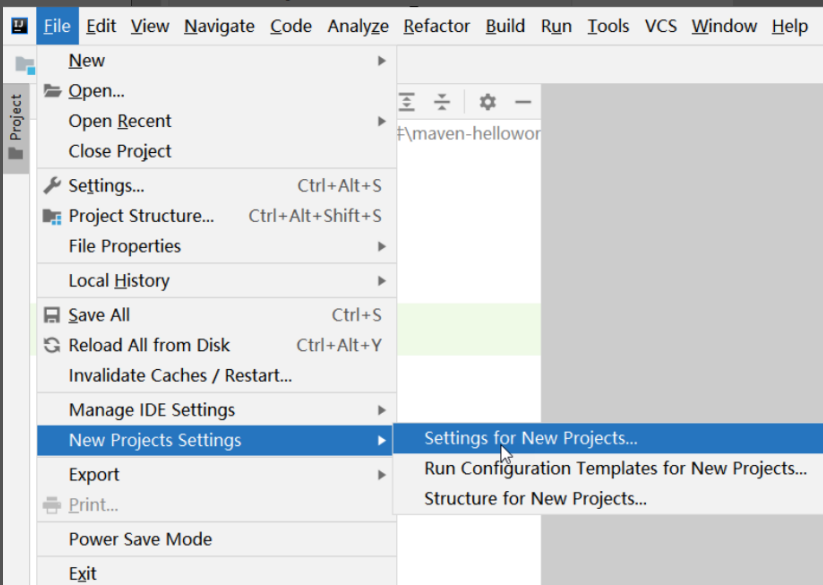 File Edit View Navigate Code Analyze Refactor Build Run Tools VCS Window Help
New
Open...
Open Recent
Close Project
Settings... Ctrl+Alt+S
Project Structure... Ctrl+Alt+Shift+S
File Properties
Local History
Save All Ctrl+S
Reload All from Disk Ctrl+Alt+Y
Invalidate Caches / Restart...
Manage IDE Settings
New Projects Settings
Export
Print...
Power Save Mode
Exit
Settings for New Projects...
Run Configuration Templates for New Projects...
Structure for New Projects...
Project
\maven-hellowor